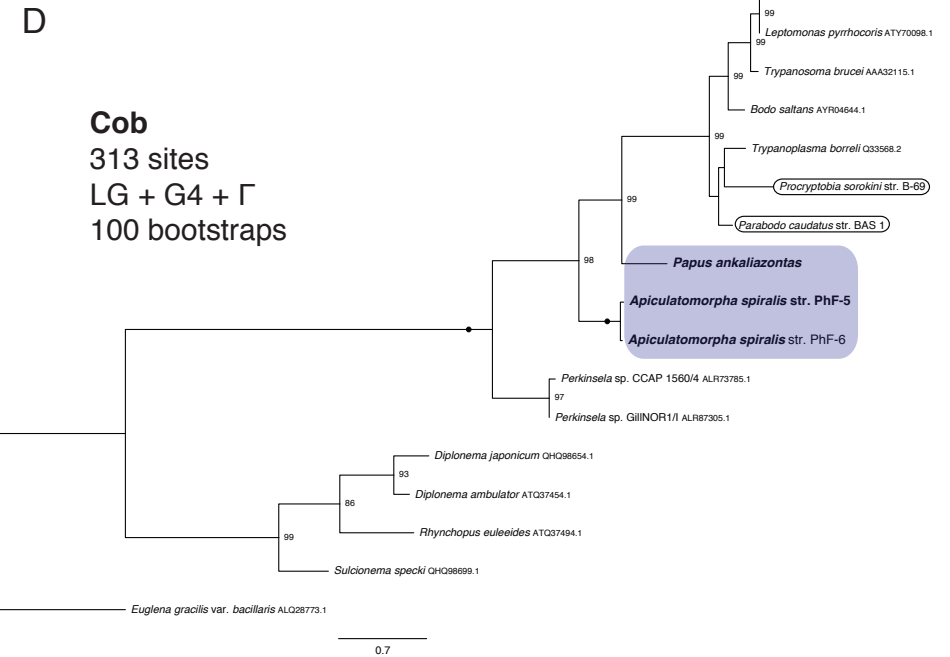 D
Cob
313 sites
LG + G4 + Γ
100 bootstraps
99
Leptomonas pyrrhocoris ATY70098.1
99
Trypanosoma brucei AAA32115.1
99
Bodo saltans AYR04644.1
99
Trypanoplasma borreli Q33568.2
Procryptobia sorokini str. B-69
99
Parabodo caudatus str. BAS 1
98
Papus ankaliazontas
Apiculatomorpha spiralis str. PhF-5
Apiculatomorpha spiralis str. PhF-6
Perkinsela sp. CCAP 1560/4 ALR73785.1
97
Perkinsela sp. GillNOR1/I ALR87305.1
Diplonema japonicum QHQ98654.1
93
Diplonema ambulator ATQ37454.1
86
Rhynchopus euleeides ATQ37494.1
99
Sulcionema specki QHQ98699.1
Euglena gracilis var. bacillaris ALQ28773.1
0.7